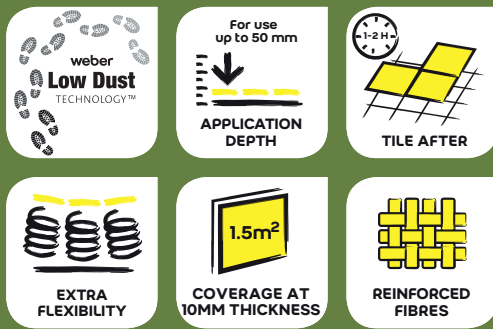 weber
Low Dust
TECHNOLOGY™
For use
up to 50 mm
APPLICATION
DEPTH
1-2 H
TILE AFTER
EXTRA
FLEXIBILITY
1.5m²
COVERAGE AT
10MM THICKNESS
REINFORCED
FIBRES